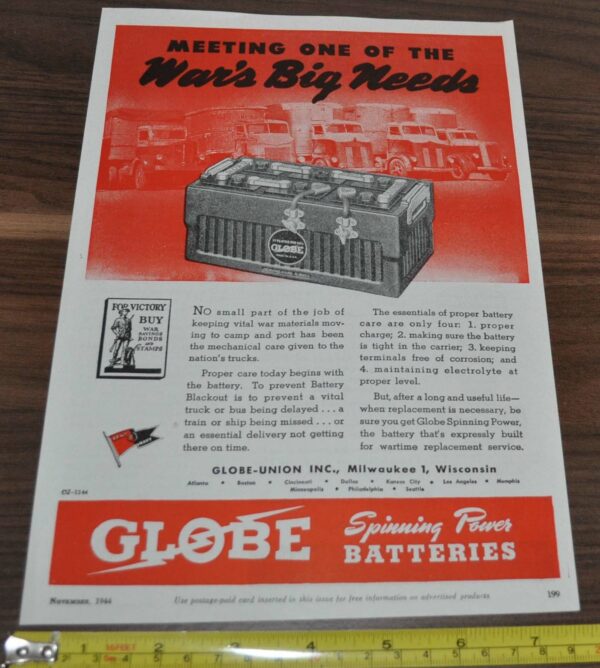 MEETING ONE OF THE
War's Big Needs
GLOBE
FOR VICTORY
BUY
WAR
SAVINGS
BONDS
AND
STAMPS
NO small part of the job of
keeping vital war materials mov-
ing to camp and port has been
the mechanical care given to the
nation's trucks.
Proper care today begins with
the battery. To prevent Battery
Blackout is to prevent a vital
truck or bus being delayed . . . a
train or ship being missed . . . or
an essential delivery not getting
there on time.
The essentials of proper battery
care are only four: 1. proper
charge; 2. making sure the battery
is tight in the carrier; 3. keeping
terminals free of corrosion; and
4. maintaining electrolyte at
proper level.
But, after a long and useful life—
when replacement is necessary, be
sure you get Globe Spinning Power,
the battery that's expressly built
for wartime replacement service.
GLOBE-UNION INC., Milwaukee 1, Wisconsin
Atlanta • Boston • Cincinnati • Dallas • Kansas City • Los Angeles • Memphis
Minneapolis • Philadelphia • Seattle
GLOBE
Spinning Power
BATTERIES
NOVEMBER, 1944
Use postage-paid card inserted in this issue for free information on advertised products
199
16FEET
1 2 3 4 5 6 7